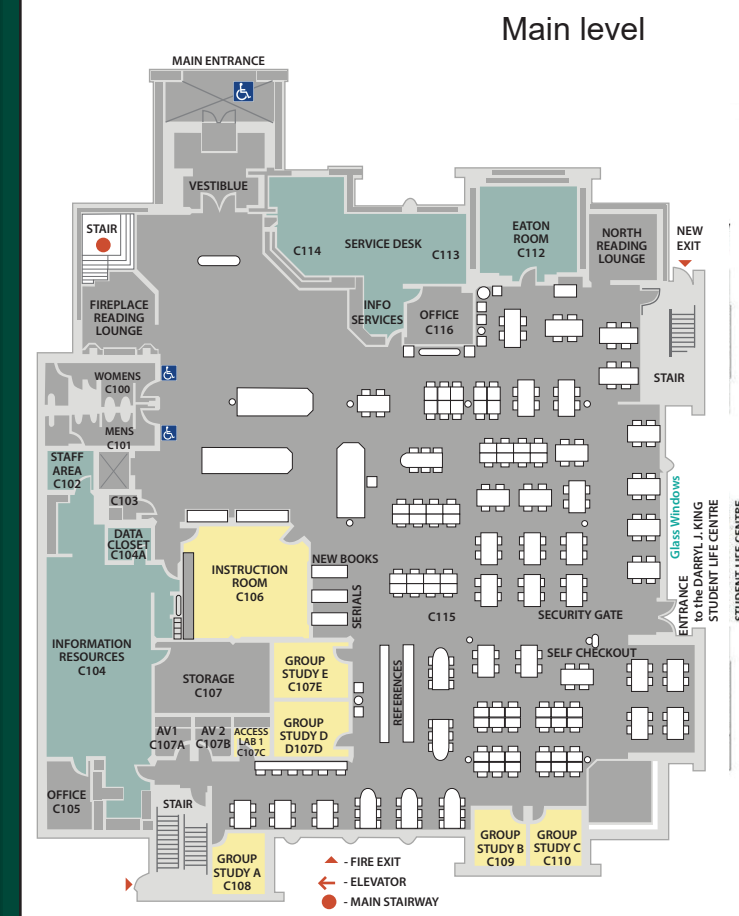 Main level
MAIN ENTRANCE
VESTIBLUE
STAIR
C114
SERVICE DESK
C113
EATON
ROOM
C112
NORTH
READING
LOUNGE
NEW
EXIT
FIREPLACE
READING
LOUNGE
INFO
SERVICES
OFFICE
C116
STAIR
WOMENS
C100
MENS
C101
STAFF
AREA
C102
C103
DATA
CLOSET
C104A
Glass Windows
INSTRUCTION
ROOM
C106
NEW BOOKS
SERIALS
C115
SECURITY GATE
ENTRANCE
to the DARRYL J. KING
STUDENT LIFE CENTRE
STUDENT LIFE CENTRE
INFORMATION
RESOURCES
C104
STORAGE
C107
GROUP
STUDY E
C107E
SELF CHECKOUT
REFERENCES
GROUP
STUDY D
D107D
AV1
C107A
AV 2
C107B
ACCESS
LAB 1
C107C
OFFICE
C105
STAIR
GROUP
STUDY A
C108
GROUP
STUDY B
C109
GROUP
STUDY C
C110
- FIRE EXIT
- ELEVATOR
- MAIN STAIRWAY